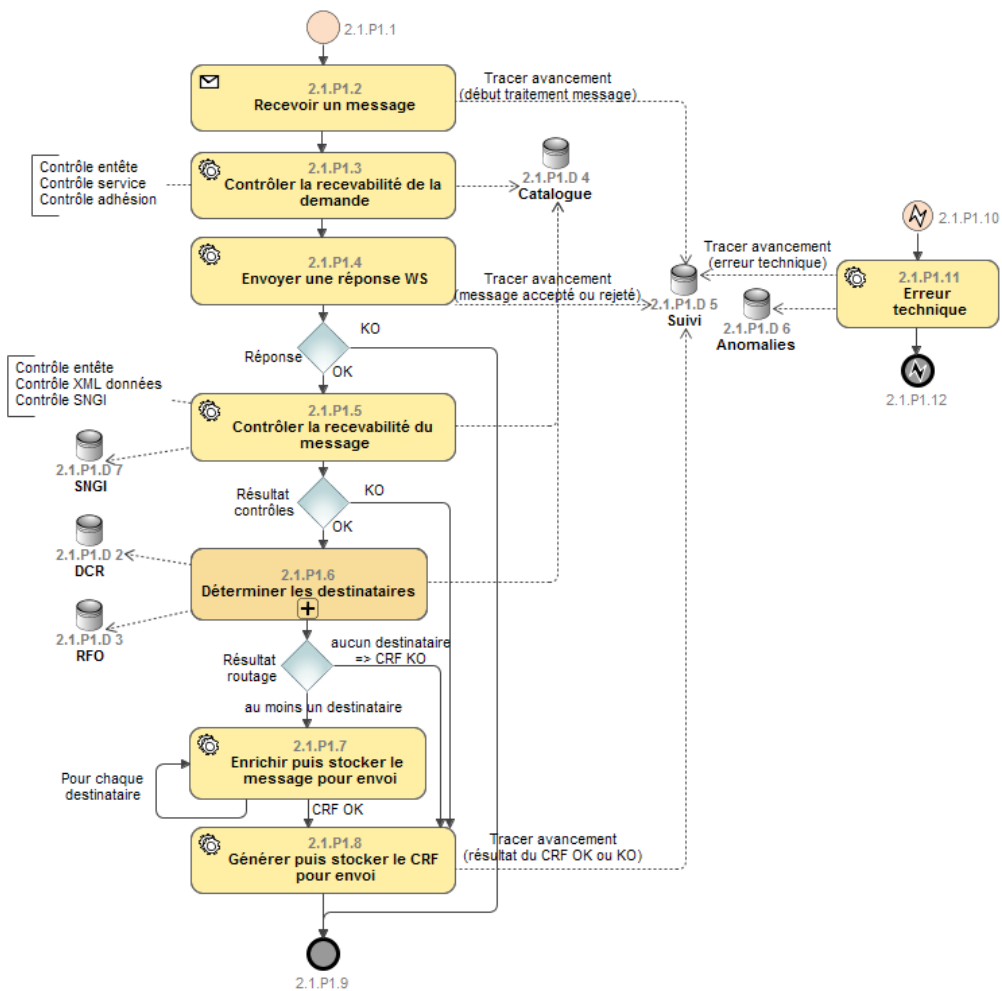 2.1.P1.1
2.1.P1.2
Recevoir un message
Tracer avancement
(début traitement message)
Contrôle entête
Contrôle service
Contrôle adhésion
2.1.P1.3
Contrôler la recevabilité de la
demande
2.1.P1.D 4
Catalogue
2.1.P1.10
2.1.P1.4
Envoyer une réponse WS
Tracer avancement
(message accepté ou rejeté)
Tracer avancement
(erreur technique)
2.1.P1.D 5
Suivi
2.1.P1.D 6
Anomalies
2.1.P1.11
Erreur
technique
2.1.P1.12
KO
Réponse
OK
Contrôle entête
Contrôle XML données
Contrôle SNGI
2.1.P1.5
Contrôler la recevabilité du
message
2.1.P1.D 7
SNGI
Résultat
contrôles
KO
OK
2.1.P1.D 2
DCR
2.1.P1.6
Déterminer les destinataires
2.1.P1.D 3
RFO
Résultat
routage
aucun destinataire
=> CRF KO
au moins un destinataire
2.1.P1.7
Enrichir puis stocker le
message pour envoi
Pour chaque
destinataire
CRF OK
2.1.P1.8
Générer puis stocker le CRF
pour envoi
Tracer avancement
(résultat du CRF OK ou KO)
2.1.P1.9